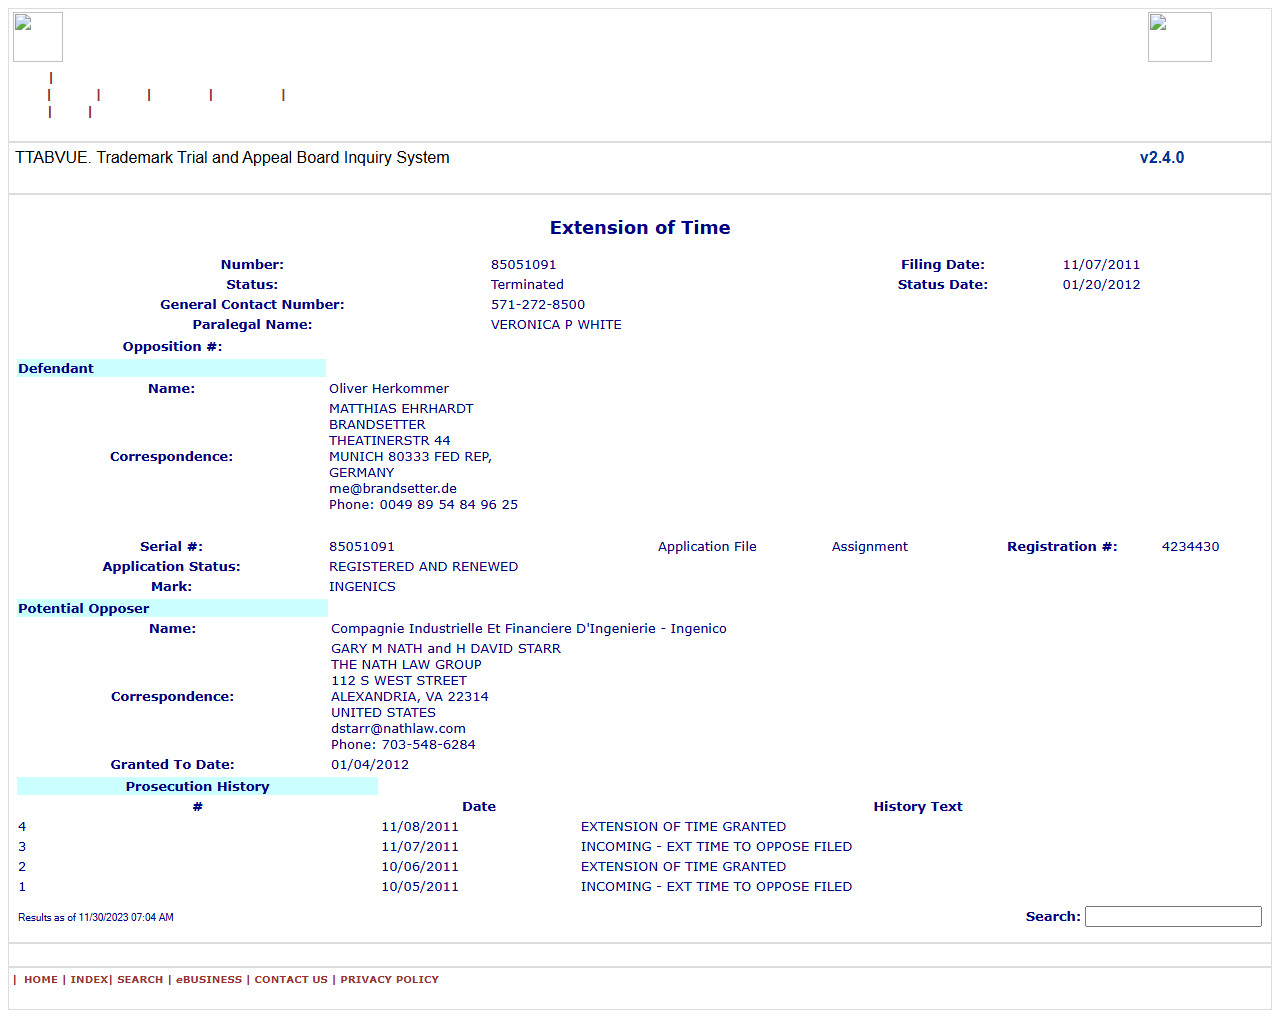 |
| | | | |
| |
TTABVUE. Trademark Trial and Appeal Board Inquiry System v2.4.0
Extension of Time
Number: 85051091 Filing Date: 11/07/2011
Status: Terminated Status Date: 01/20/2012
General Contact Number: 571-272-8500
Paralegal Name: VERONICA P WHITE
Opposition #:
Defendant
Name: Oliver Herkommer
Correspondence: MATTHIAS EHRHARDT
BRANDSETTER
THEATINERSTR 44
MUNICH 80333 FED REP,
GERMANY
me@brandsetter.de
Phone: 0049 89 54 84 96 25
Serial #: 85051091 Application File Assignment Registration #: 4234430
Application Status: REGISTERED AND RENEWED
Mark: INGENICS
Potential Opposer
Name: Compagnie Industrielle Et Financiere D'Ingenierie - Ingenico
Correspondence: GARY M NATH and H DAVID STARR
THE NATH LAW GROUP
112 S WEST STREET
ALEXANDRIA, VA 22314
UNITED STATES
dstarr@nathlaw.com
Phone: 703-548-6284
Granted To Date: 01/04/2012
Prosecution History
# Date History Text
4 11/08/2011 EXTENSION OF TIME GRANTED
3 11/07/2011 INCOMING - EXT TIME TO OPPOSE FILED
2 10/06/2011 EXTENSION OF TIME GRANTED
1 10/05/2011 INCOMING - EXT TIME TO OPPOSE FILED
Results as of 11/30/2023 07:04 AM Search:
| HOME | INDEX| SEARCH | eBUSINESS | CONTACT US | PRIVACY POLICY